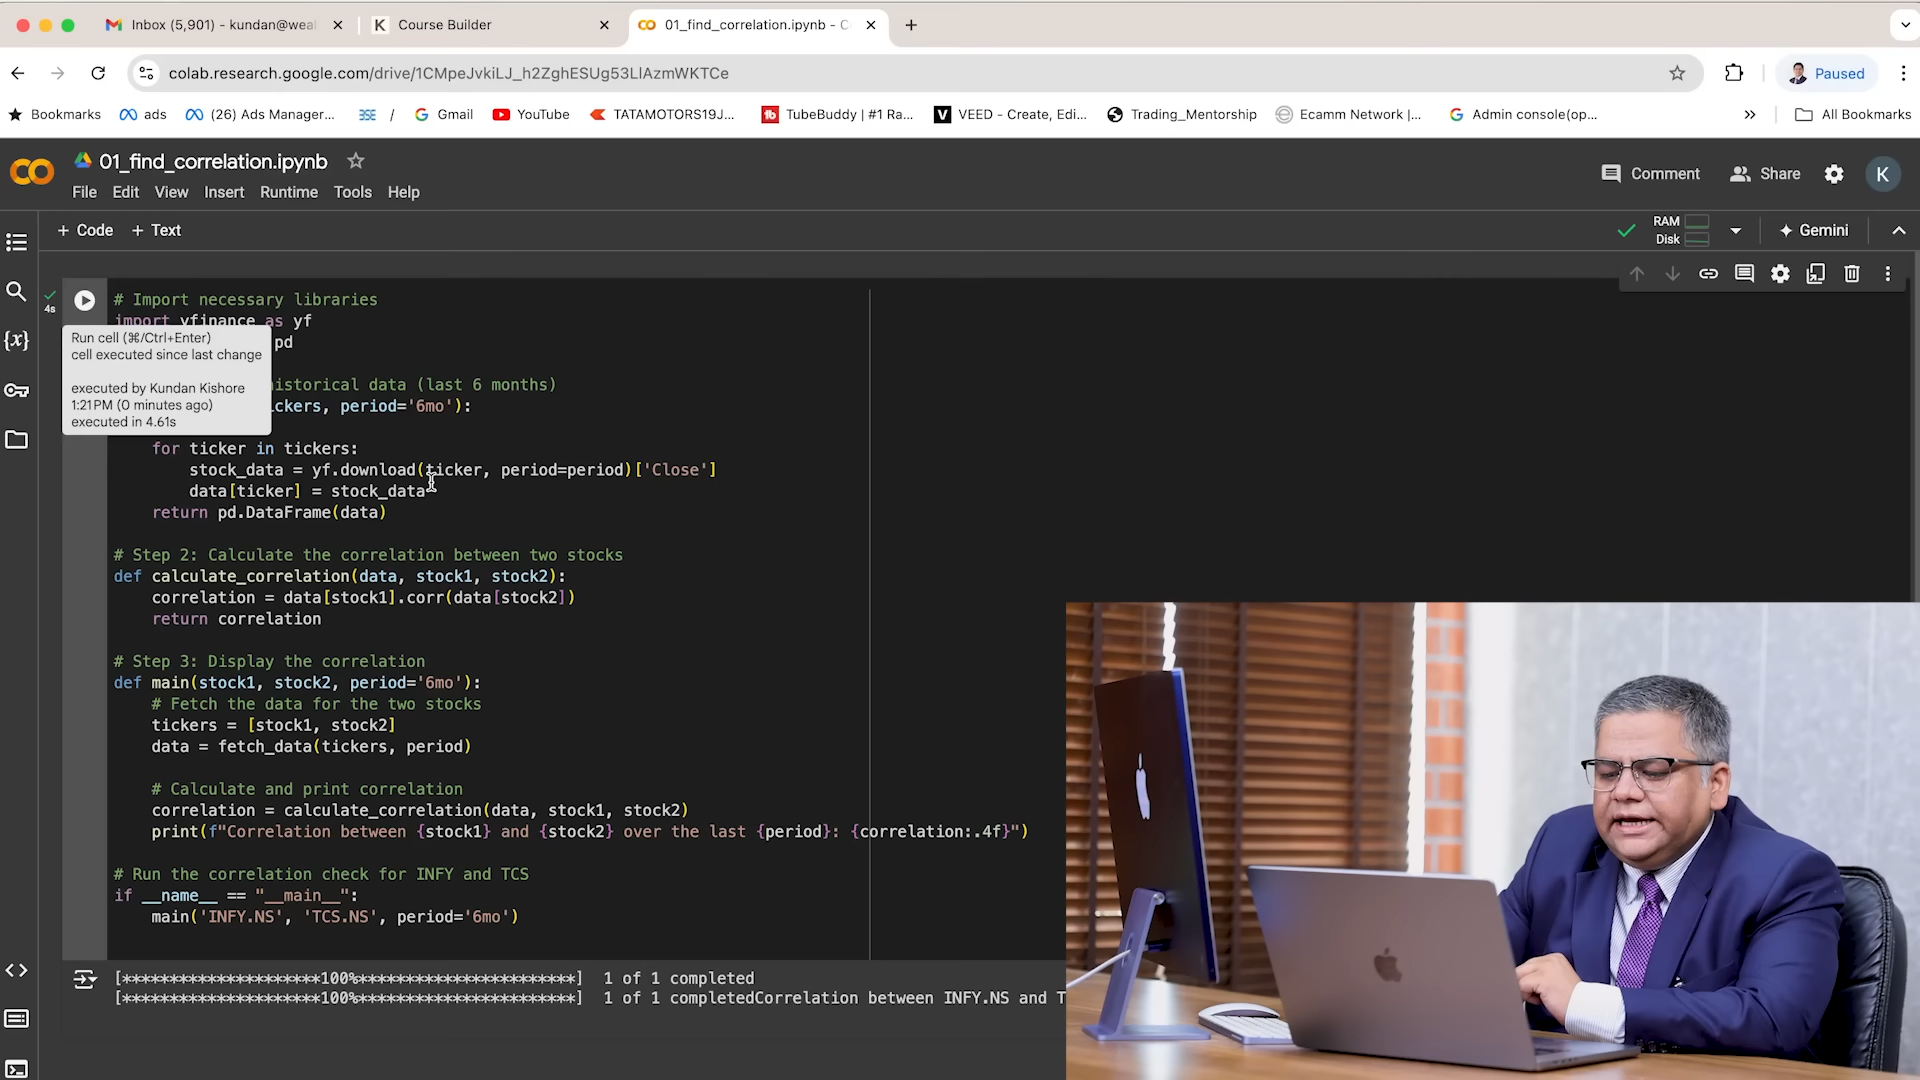 Inbox (5,901) - kundan@weal
Course Builder
01_find_correlation.ipynb - C
colab.research.google.com/drive/1CMpeJvkiLJ_h2ZghESUg53LlAzmWKTCe
Paused
Bookmarks
ads
(26) Ads Manager...
/
Gmail
YouTube
TATAMOTORS19J...
TubeBuddy | #1 Ra...
VEED - Create, Edi...
Trading_Mentorship
Ecamm Network |...
Admin console(op...
»
All Bookmarks
01_find_correlation.ipynb
Comment
Share
K
File Edit View Insert Runtime Tools Help
+ Code + Text
RAM
Disk
Gemini
4s
# Import necessary libraries
import yfinance as yf
pd
Run cell (⌘/Ctrl+Enter)
cell executed since last change
executed by Kundan Kishore
1:21 PM (0 minutes ago)
executed in 4.61s
historical data (last 6 months)
ickers, period='6mo'):
for ticker in tickers:
stock_data = yf.download(ticker, period=period)['Close']
data[ticker] = stock_data
return pd.DataFrame(data)
# Step 2: Calculate the correlation between two stocks
def calculate_correlation(data, stock1, stock2):
correlation = data[stock1].corr(data[stock2])
return correlation
# Step 3: Display the correlation
def main(stock1, stock2, period='6mo'):
# Fetch the data for the two stocks
tickers = [stock1, stock2]
data = fetch_data(tickers, period)
# Calculate and print correlation
correlation = calculate_correlation(data, stock1, stock2)
print(f"Correlation between {stock1} and {stock2} over the last {period}: {correlation:.4f}")
# Run the correlation check for INFY and TCS
if __name__ == "__main__":
main('INFY.NS', 'TCS.NS', period='6mo')
[*********************100%***********************]  1 of 1 completed
[*********************100%***********************]  1 of 1 completedCorrelation between INFY.NS and T